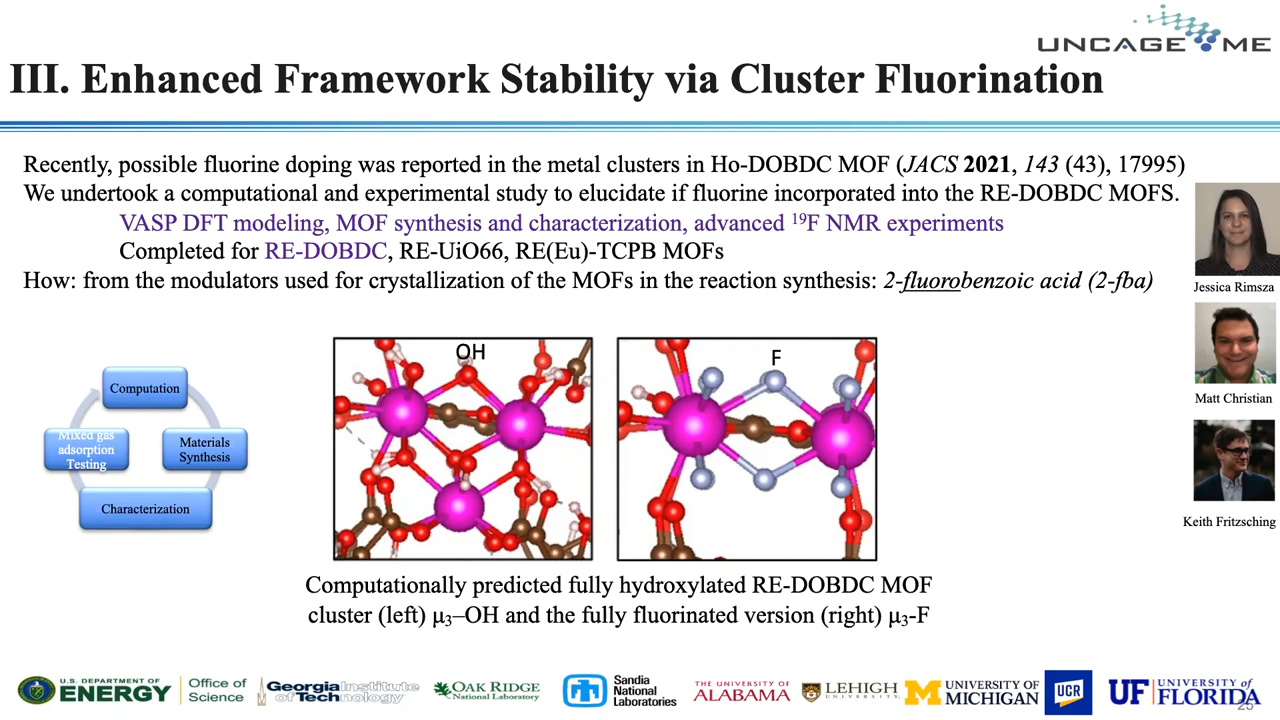 UNCAGE ME
III. Enhanced Framework Stability via Cluster Fluorination
Recently, possible fluorine doping was reported in the metal clusters in Ho-DOBDC MOF (JACS 2021, 143 (43), 17995)
We undertook a computational and experimental study to elucidate if fluorine incorporated into the RE-DOBDC MOFS.
VASP DFT modeling, MOF synthesis and characterization, advanced ¹⁹F NMR experiments
Completed for RE-DOBDC, RE-UiO66, RE(Eu)-TCPB MOFs
How: from the modulators used for crystallization of the MOFs in the reaction synthesis: 2-fluorobenzoic acid (2-fba)
Jessica Rimsza
Matt Christian
Keith Fritzsching
Computation
Mixed gas
adsorption
Testing
Materials
Synthesis
Characterization
OH
F
Computationally predicted fully hydroxylated RE-DOBDC MOF
cluster (left) μ₃–OH and the fully fluorinated version (right) μ₃-F
U.S. DEPARTMENT OF
ENERGY
Office of
Science
Georgia Institute
of Technology
OAK RIDGE
National Laboratory
Sandia
National
Laboratories
THE UNIVERSITY OF
ALABAMA
LEHIGH
UNIVERSITY
M UNIVERSITY OF
MICHIGAN
UCR
UF UNIVERSITY of
FLORIDA
25